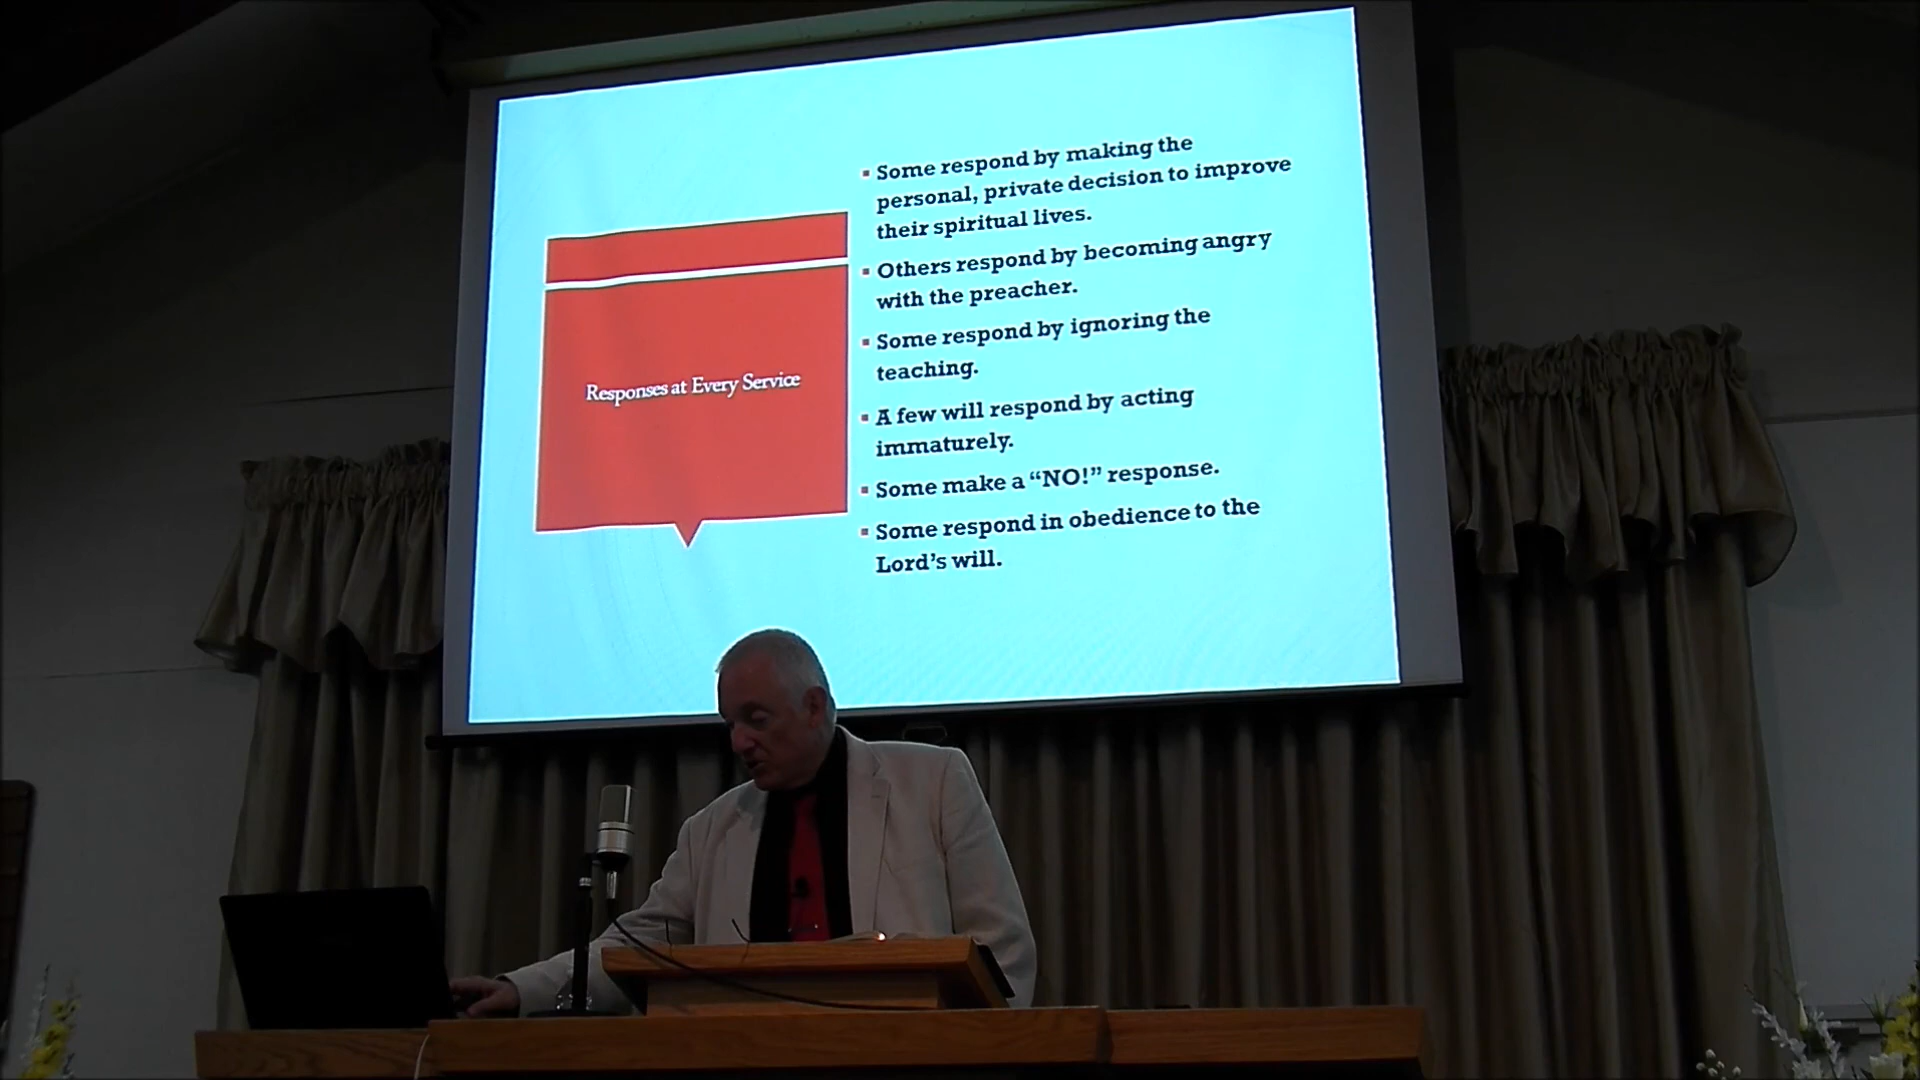 Responses at Every Service
▪ Some respond by making the
personal, private decision to improve
their spiritual lives.
▪ Others respond by becoming angry
with the preacher.
▪ Some respond by ignoring the
teaching.
▪ A few will respond by acting
immaturely.
▪ Some make a “NO!” response.
▪ Some respond in obedience to the
Lord’s will.